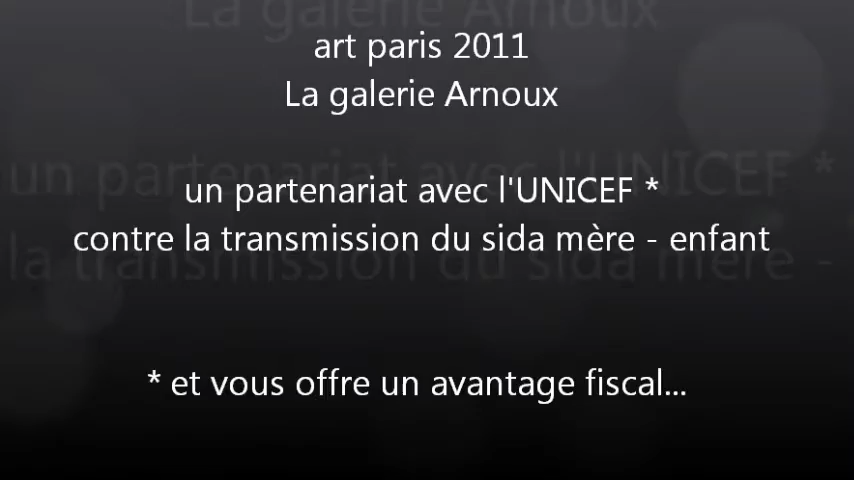 art paris 2011
La galerie Arnoux
un partenariat avec l'UNICEF *
contre la transmission du sida mère - enfant
* et vous offre un avantage fiscal...